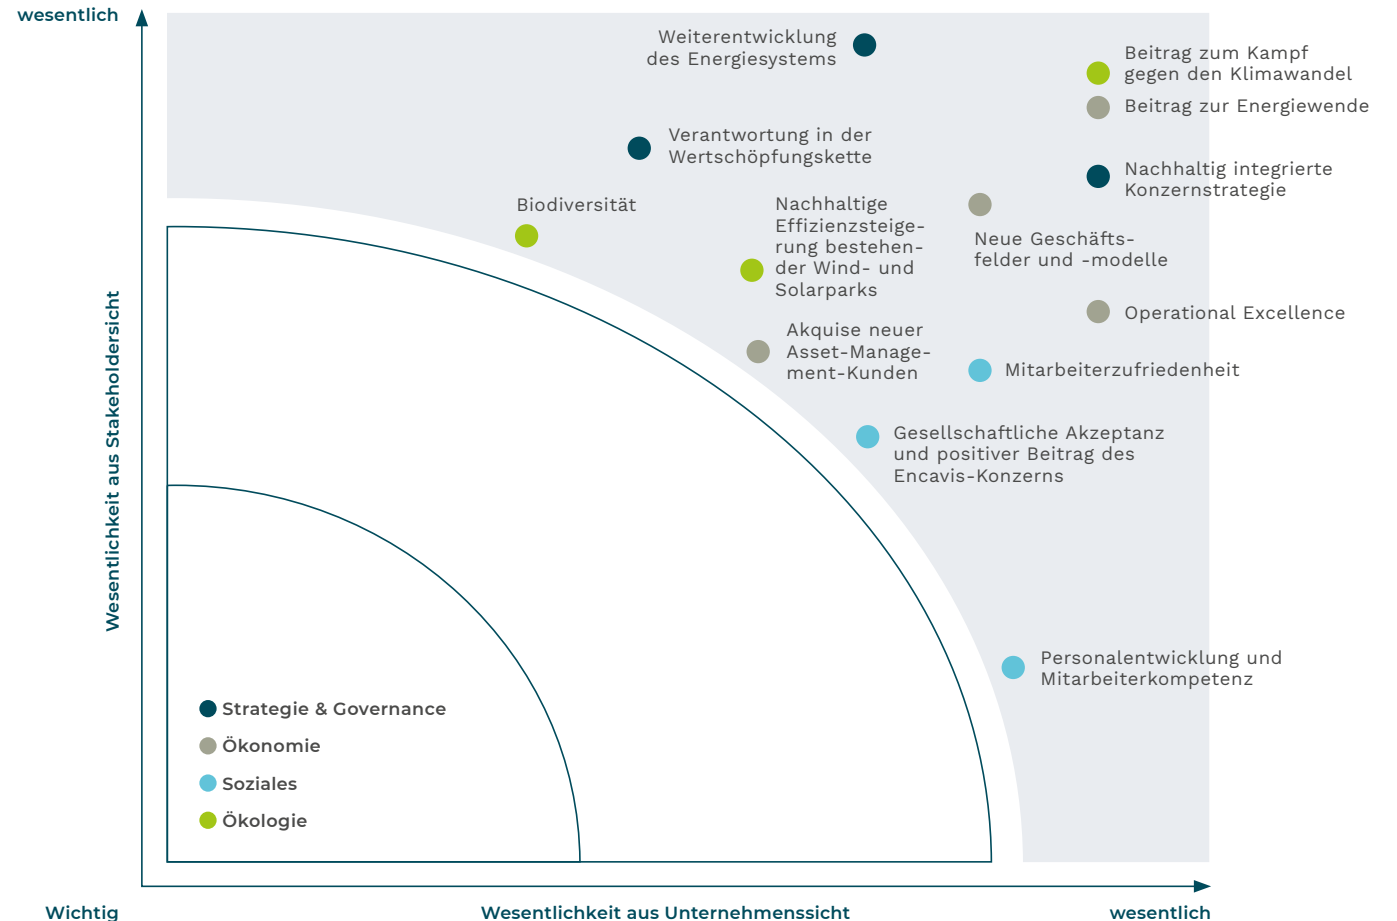 wesentlich
Weiterentwicklung
des Energiesystems
Beitrag zum Kampf
gegen den Klimawandel
Beitrag zur Energiewende
Verantwortung in der
Wertschöpfungskette
Nachhaltig integrierte
Konzernstrategie
Biodiversität
Nachhaltige
Effizienzsteige-
rung bestehen-
der Wind- und
Solarparks
Neue Geschäfts-
felder und -modelle
Operational Excellence
Akquise neuer
Asset-Manage-
ment-Kunden
Mitarbeiterzufriedenheit
Gesellschaftliche Akzeptanz
und positiver Beitrag des
Encavis-Konzerns
Wesentlichkeit aus Stakeholdersicht
Personalentwicklung und
Mitarbeiterkompetenz
Strategie & Governance
Ökonomie
Soziales
Ökologie
Wichtig
Wesentlichkeit aus Unternehmenssicht
wesentlich